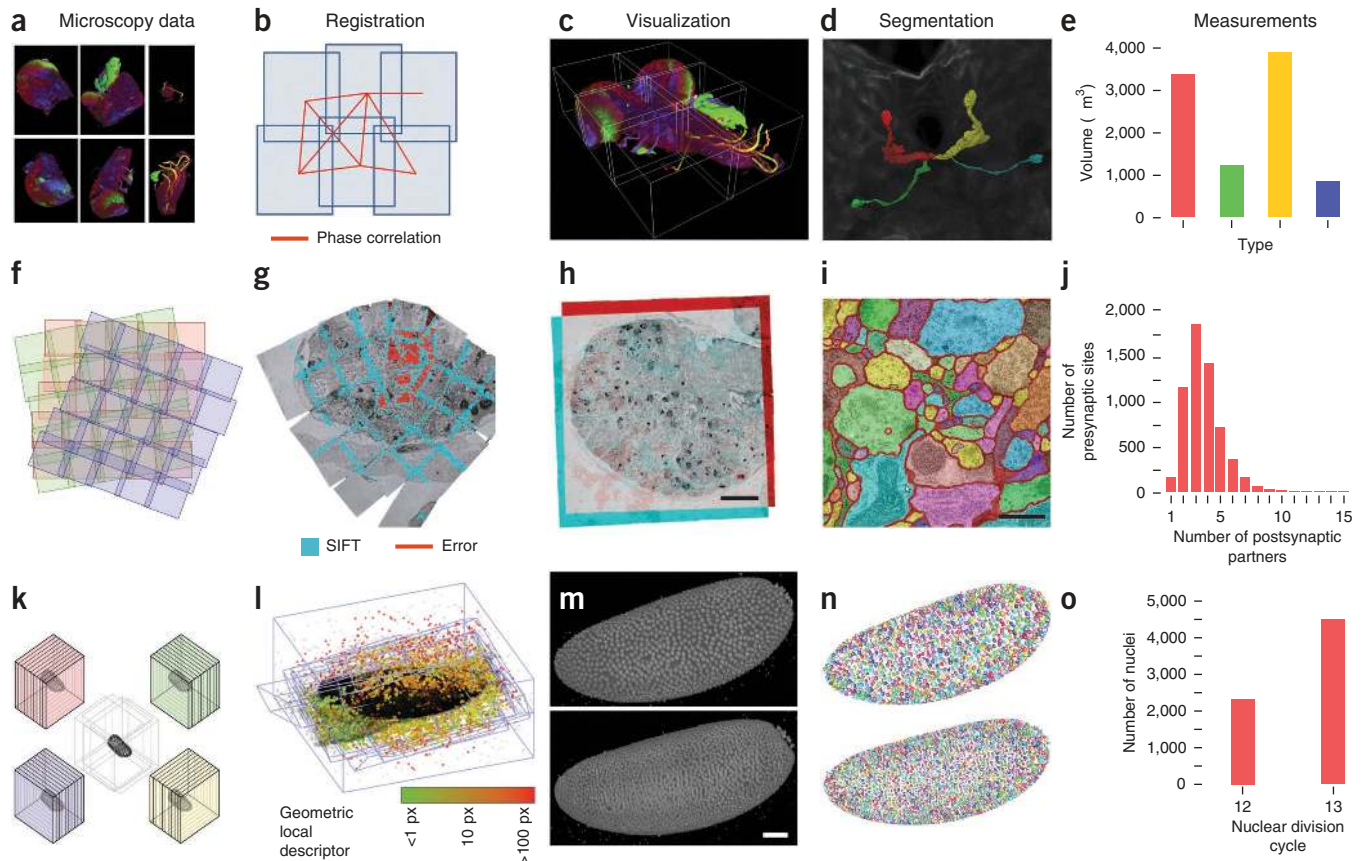 a Microscopy data
b Registration
c Visualization
d Segmentation
e Measurements
Phase correlation
4,000
3,000
2,000
1,000
0
Volume ( m³)
Type
f
g
h
i
j
SIFT
Error
2,000
1,500
1,000
500
0
Number of
presynaptic sites
1 5 10 15
Number of postsynaptic
partners
k
l
m
n
o
Geometric
local
descriptor
<1 px
10 px
>100 px
5,000
4,000
3,000
2,000
1,000
0
Number of nuclei
12 13
Nuclear division
cycle